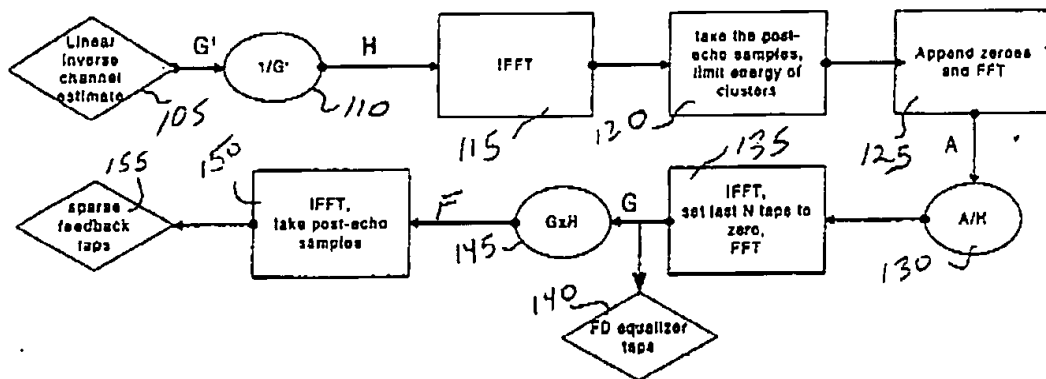 Linear
inverse
channel
estimate
105
G'
1/G'
110
H
IFFT
115
take the post-
echo samples,
limit energy of
clusters
120
Append zeroes
and FFT
125
A
A/H
130
135
IFFT,
set last N taps to
zero,
FFT
G
140
FD equalizer
taps
GxH
145
F
150
IFFT,
take post-echo
samples
155
sparse
feedback
taps